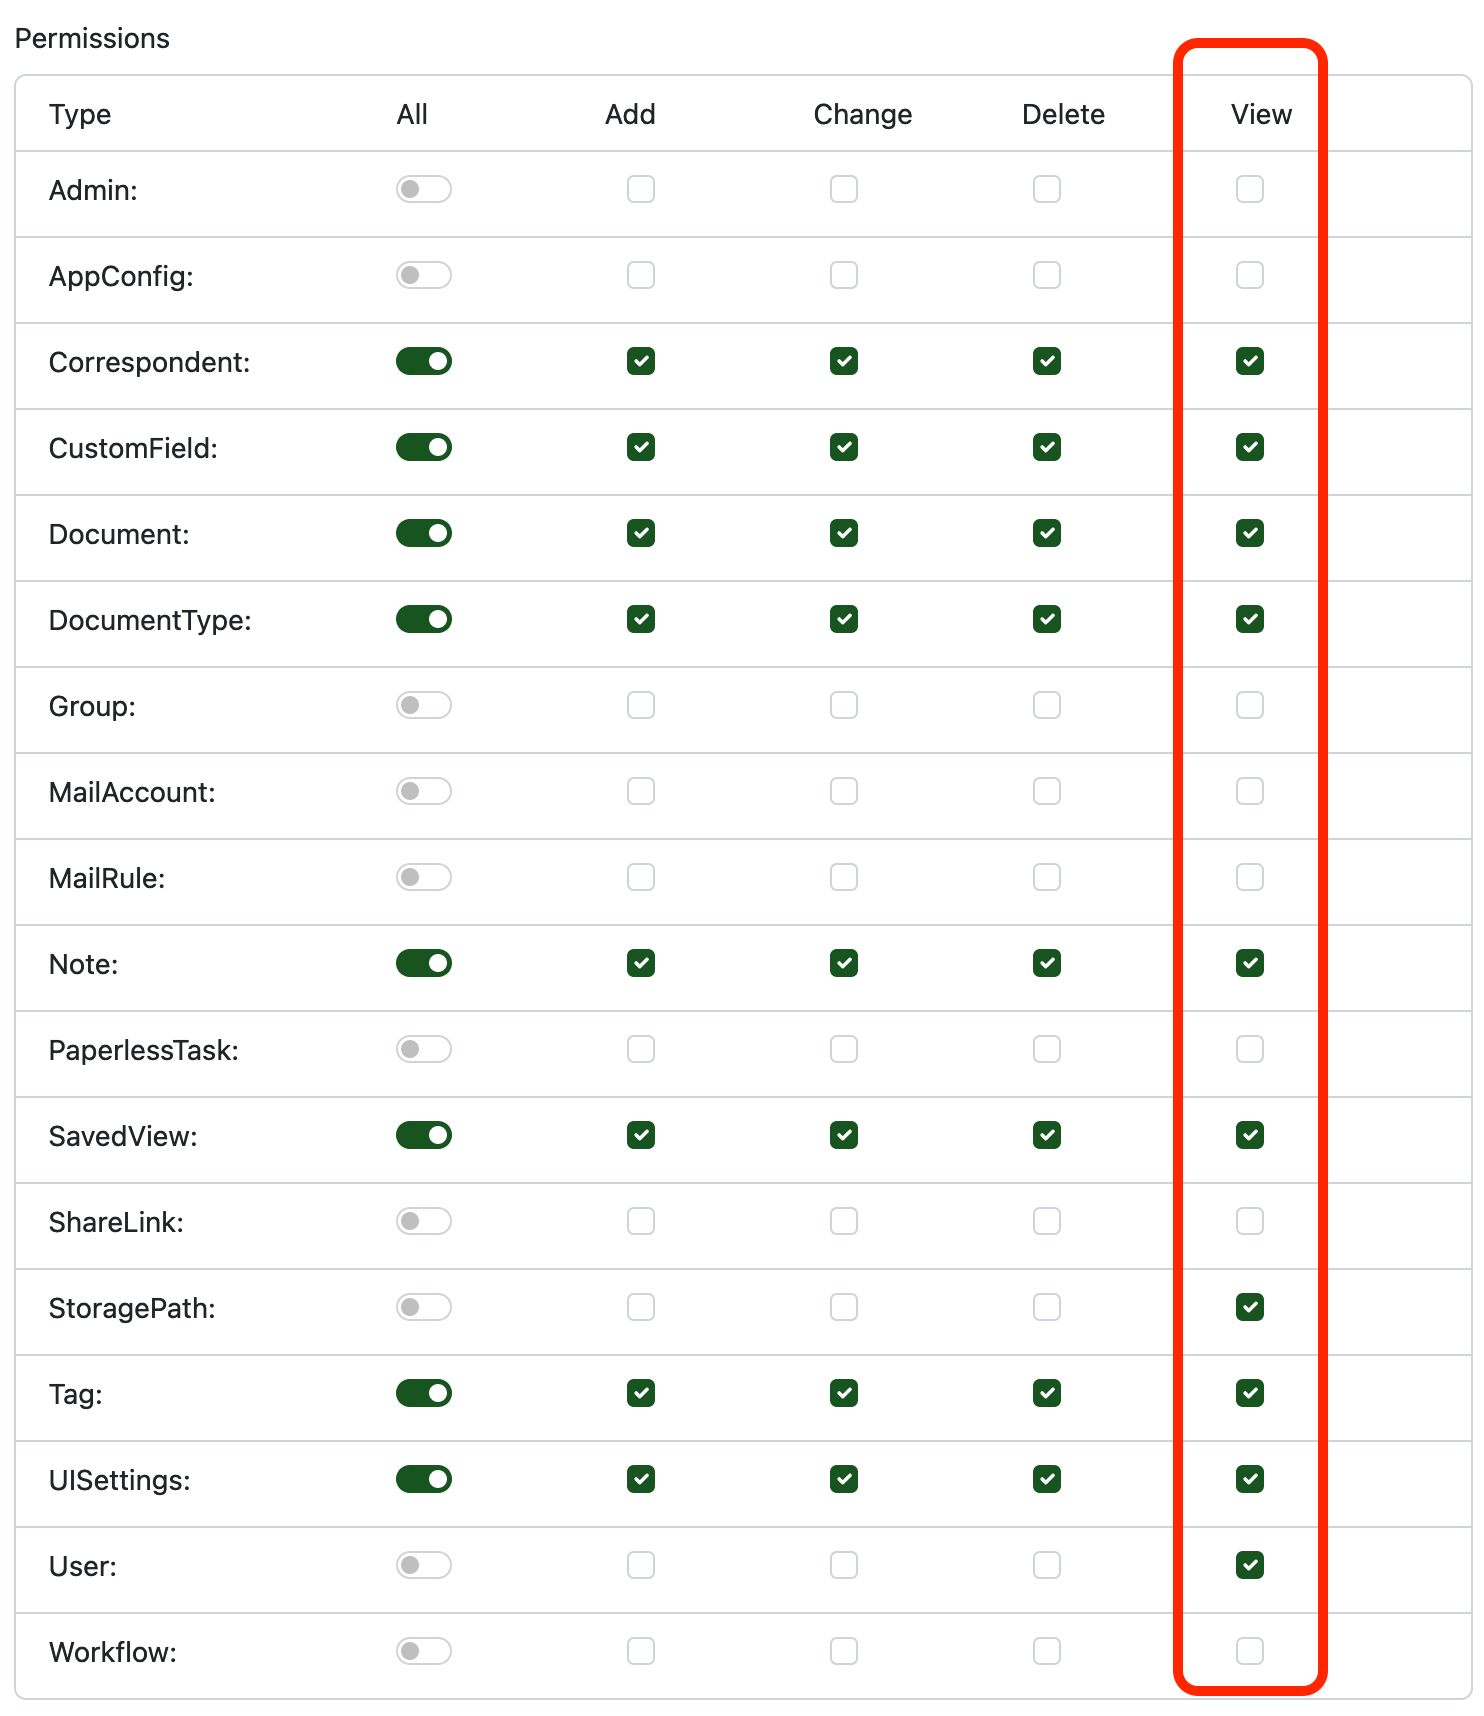 Permissions
Type All Add Change Delete View
Admin:
AppConfig:
Correspondent:
CustomField:
Document:
DocumentType:
Group:
MailAccount:
MailRule:
Note:
PaperlessTask:
SavedView:
ShareLink:
StoragePath:
Tag:
UISettings:
User:
Workflow: